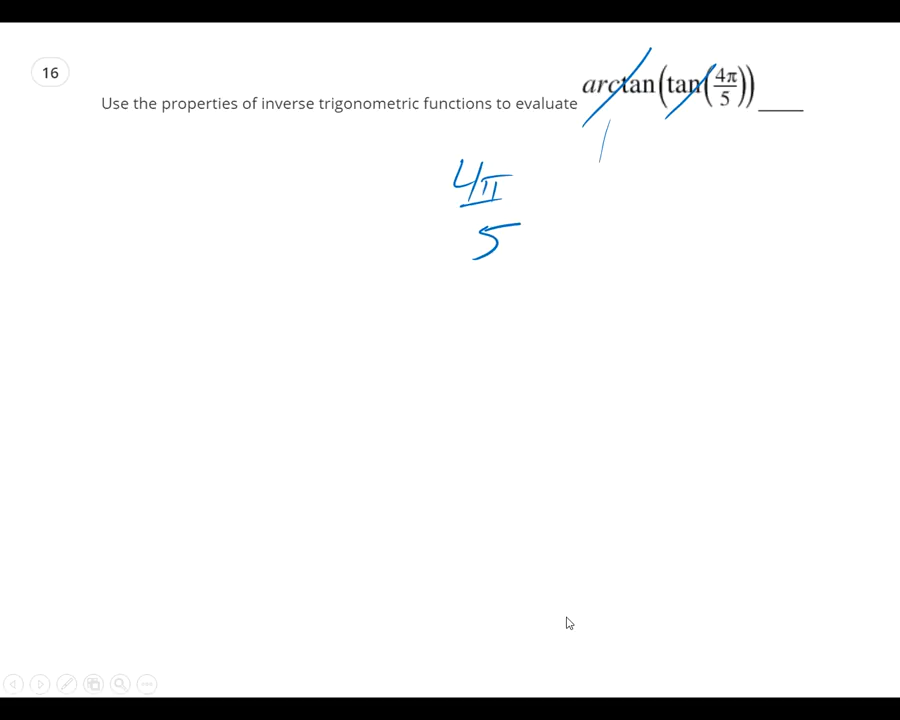 16
Use the properties of inverse trigonometric functions to evaluate arctan(tan(4π/5))____
4π
5